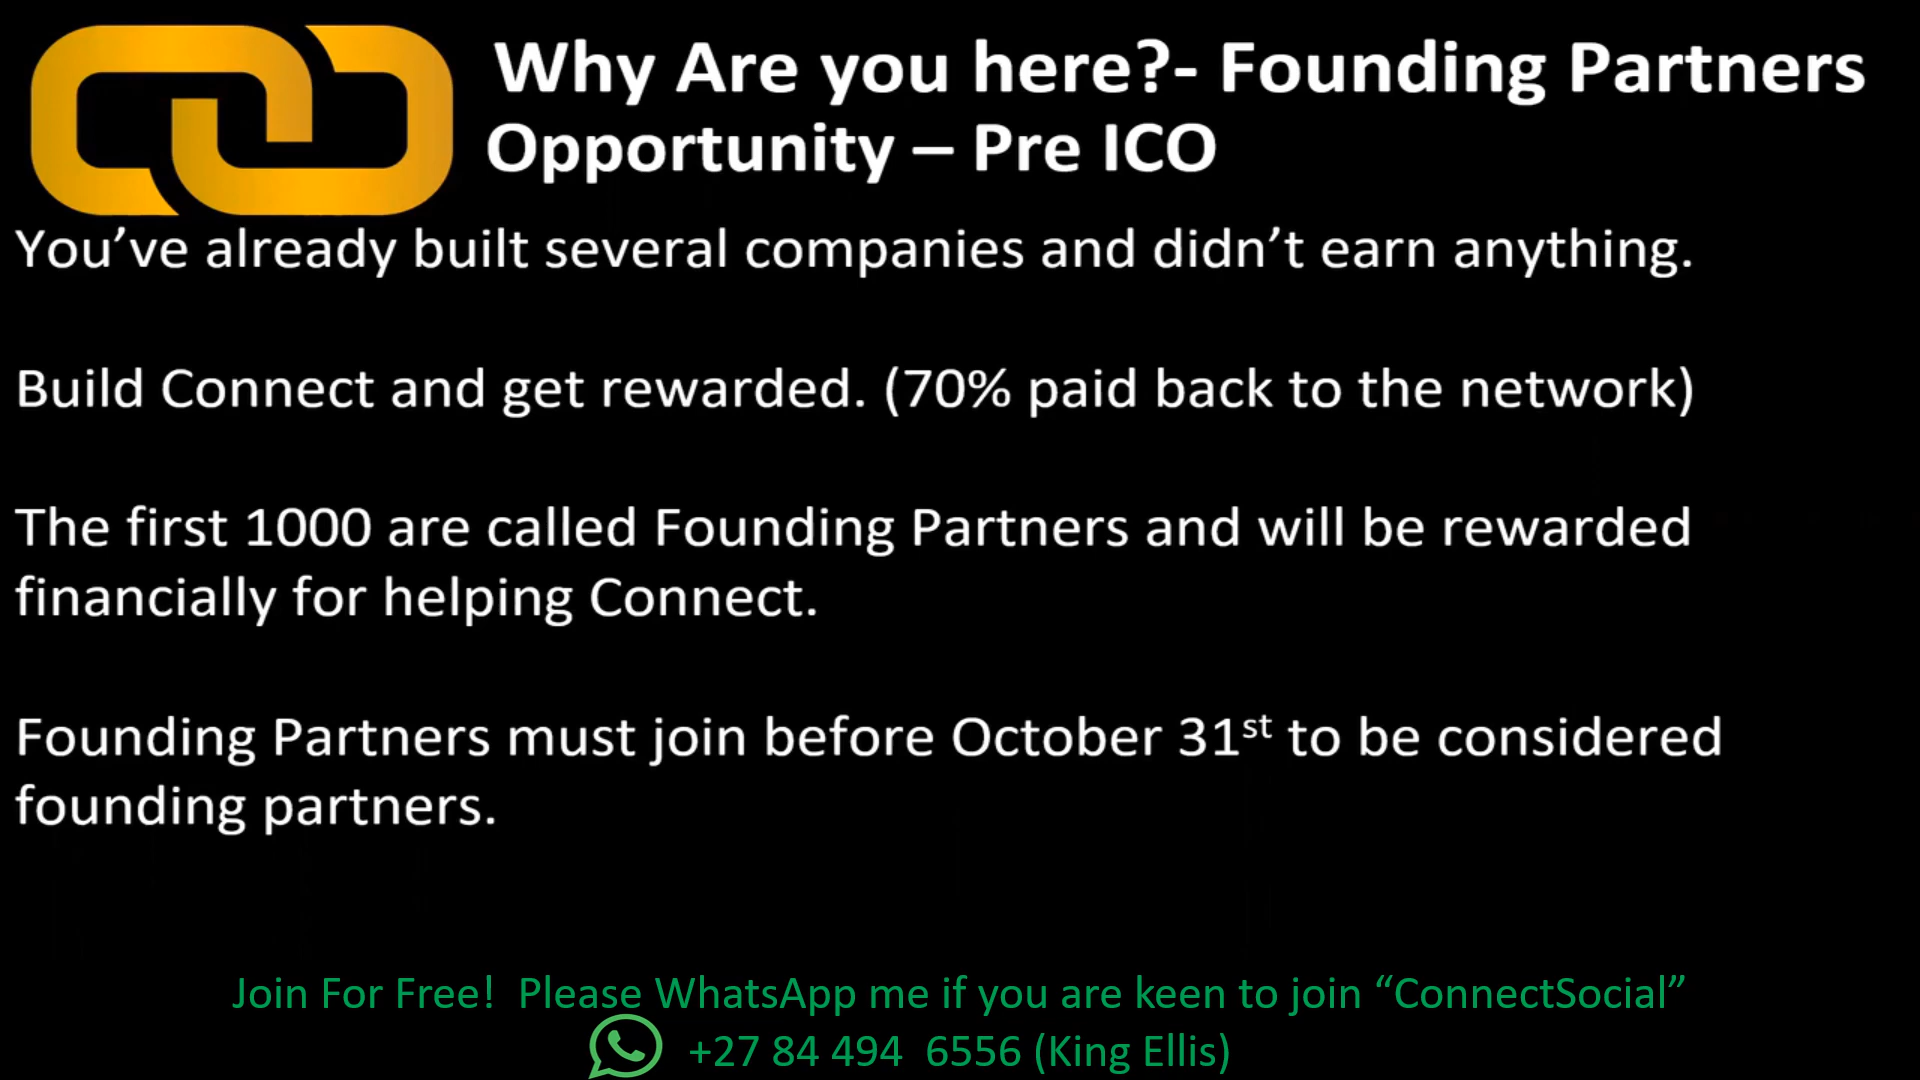 Why Are you here?- Founding Partners
Opportunity – Pre ICO
You’ve already built several companies and didn’t earn anything.
Build Connect and get rewarded. (70% paid back to the network)
The first 1000 are called Founding Partners and will be rewarded
financially for helping Connect.
Founding Partners must join before October 31st to be considered
founding partners.
Join For Free!  Please WhatsApp me if you are keen to join “ConnectSocial”
+27 84 494  6556 (King Ellis)